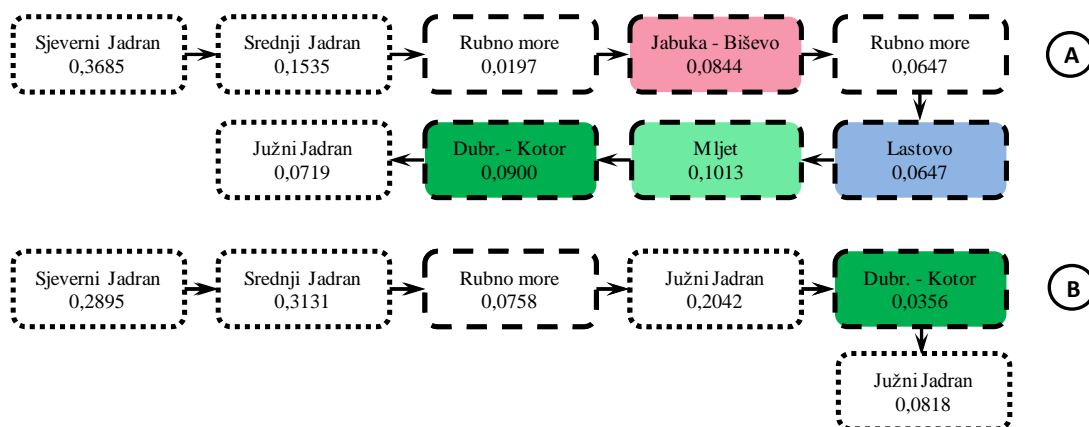 Sjeverni Jadran
0,3685
Srednji Jadran
0,1535
Rubno more
0,0197
Jabuka - Biševo
0,0844
Rubno more
0,0647
A
Lastovo
0,0647
Mljet
0,1013
Dubr. - Kotor
0,0900
Južni Jadran
0,0719
Sjeverni Jadran
0,2895
Srednji Jadran
0,3131
Rubno more
0,0758
Južni Jadran
0,2042
Dubr. - Kotor
0,0356
B
Južni Jadran
0,0818